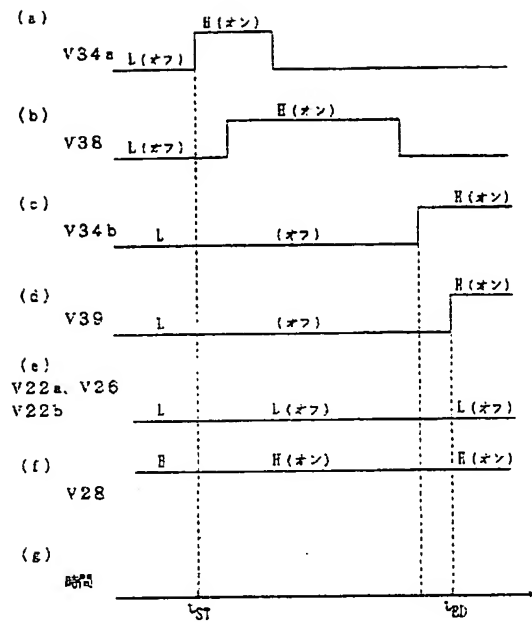 (a)
H(オン)
V34a
L(オフ)
(b)
H(オン)
V38
L(オフ)
(c)
H(オン)
V34b
L (オフ)
(d)
H(オン)
V39
L (オフ)
(e)
V22a、V26
V22b
L L(オフ) L(オフ)
(f)
H H(オン) H(オン)
V28
(g)
時間
tST tED